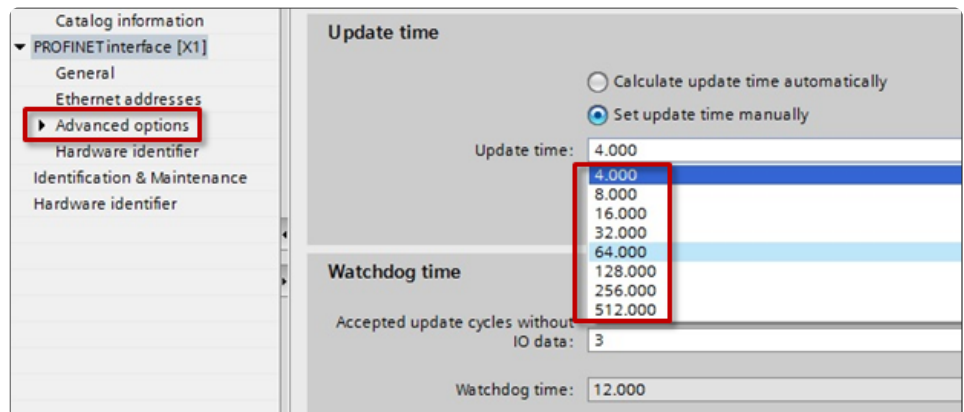 Catalog information
PROFINET interface [X1]
General
Ethernet addresses
Advanced options
Hardware identifier
Identification & Maintenance
Hardware identifier
Update time
Calculate update time automatically
Set update time manually
Update time: 4.000
4.000
8.000
16.000
32.000
64.000
128.000
256.000
512.000
Watchdog time
Accepted update cycles without
IO data: 3
Watchdog time: 12.000